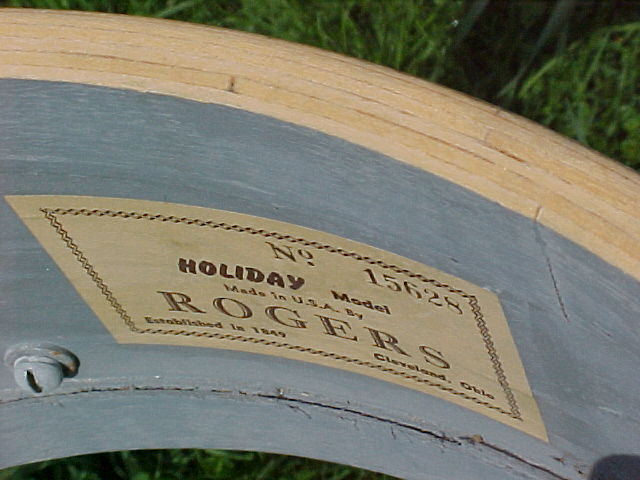 No 15628
HOLIDAY Model
Made in U.S.A. By
ROGERS
Established in 1849 Cleveland, Ohio